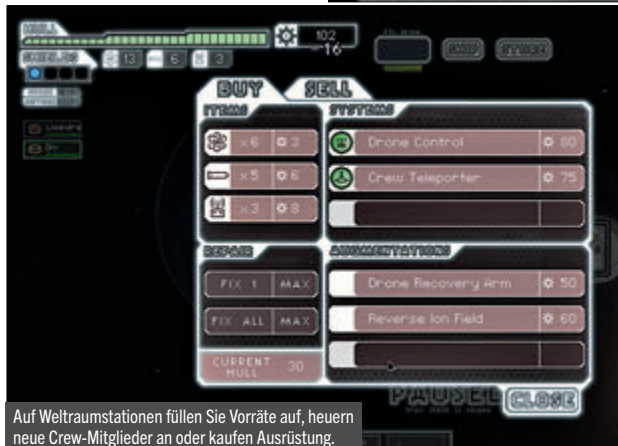 HULL
102
-16
SHIELDS
13 6 3
SHIP STORE
BUY SELL
ITEMS SYSTEMS
×6 3
Drone Control 80
×5 6
Crew Teleporter 75
×3 8
REPAIR AUGMENTATIONS
FIX 1 MAX
Drone Recovery Arm 50
FIX ALL MAX
Reverse Ion Field 60
CURRENT HULL 30
PAUSED
CLOSE
Auf Weltraumstationen füllen Sie Vorräte auf, heuern
neue Crew-Mitglieder an oder kaufen Ausrüstung.